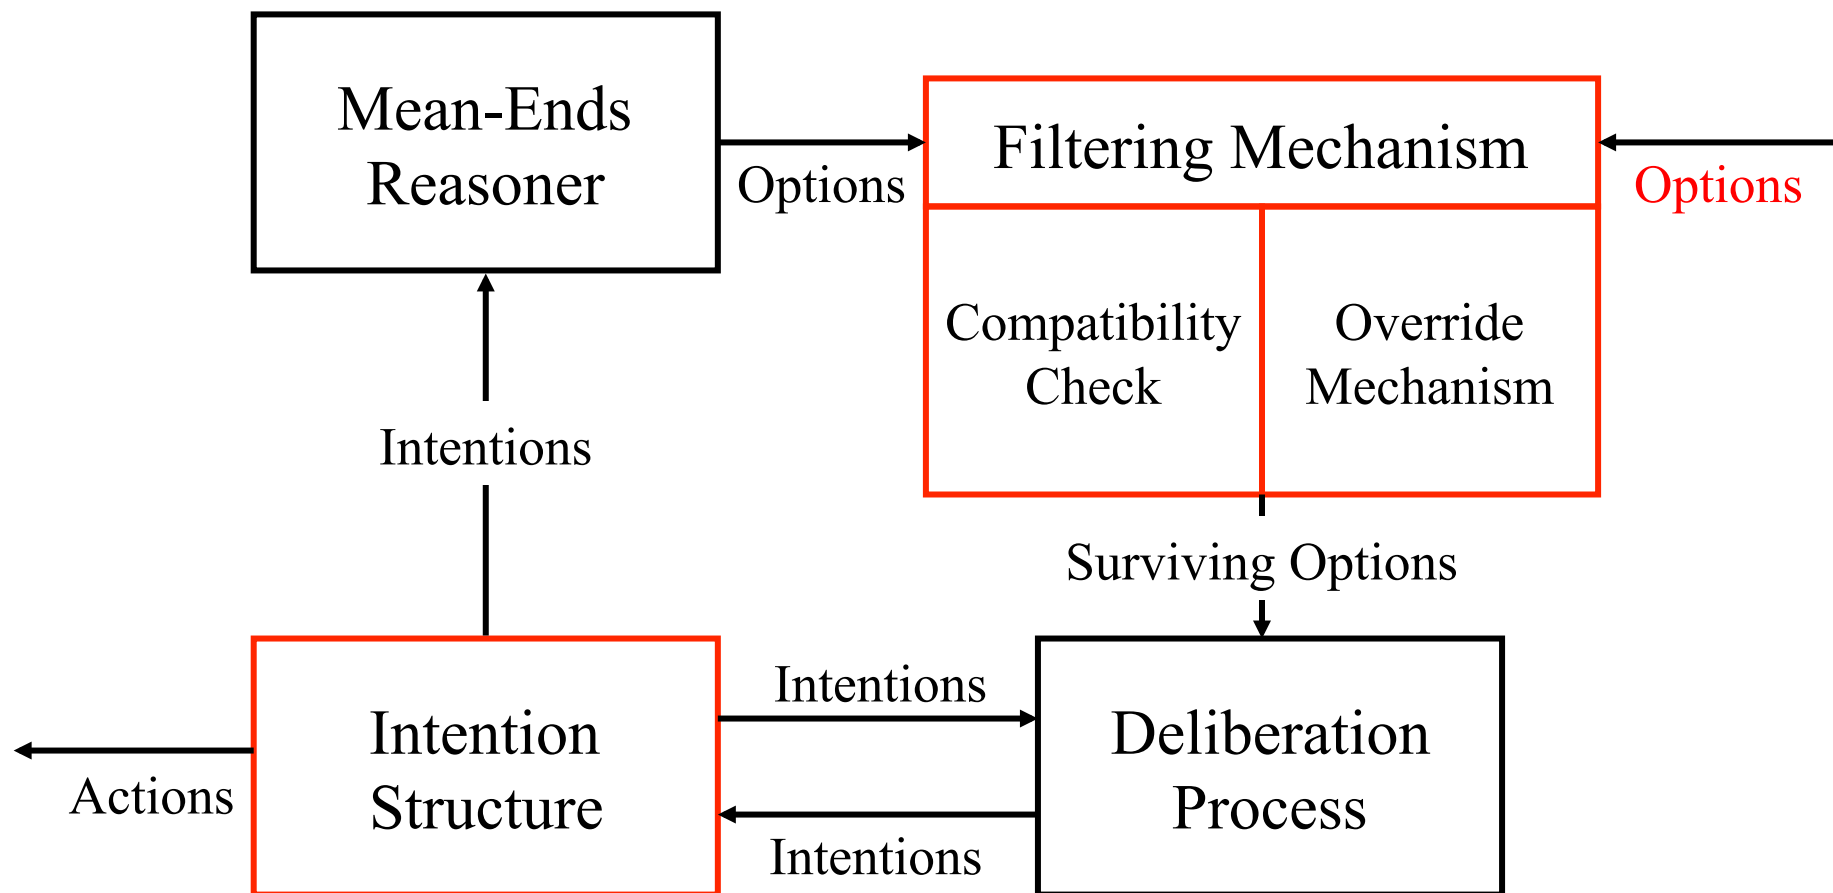 Mean-Ends
Reasoner
Options
Filtering Mechanism
Options
Compatibility
Check
Override
Mechanism
Intentions
Surviving Options
Intention
Structure
Intentions
Deliberation
Process
Actions
Intentions